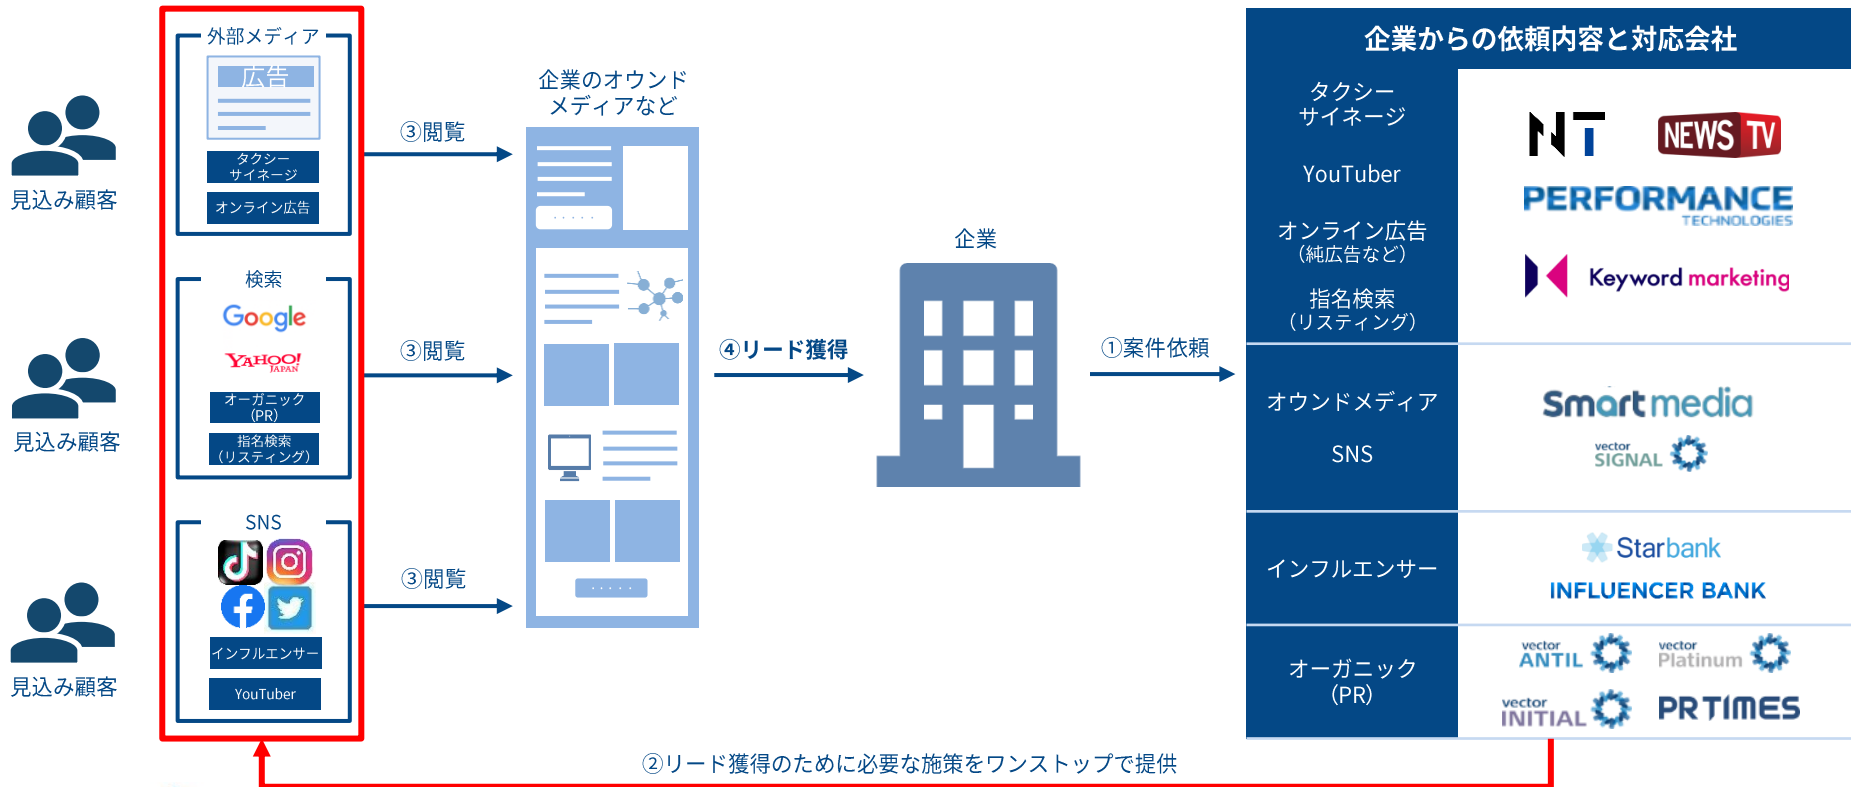 外部メディア
広告
タクシー
サイネージ
オンライン広告
見込み顧客
③閲覧
検索
Google
YAHOO!
JAPAN
オーガニック
(PR)
指名検索
(リスティング)
見込み顧客
③閲覧
SNS
インフルエンサー
YouTuber
見込み顧客
③閲覧
企業のオウンド
メディアなど
④リード獲得
企業
①案件依頼
企業からの依頼内容と対応会社
タクシー
サイネージ
YouTuber
オンライン広告
(純広告など)
指名検索
(リスティング)
NT
NEWS TV
PERFORMANCE
TECHNOLOGIES
Keyword marketing
オウンドメディア
SNS
Smartmedia
vector
SIGNAL
インフルエンサー
Starbank
INFLUENCER BANK
オーガニック
(PR)
vector
ANTIL
vector
Platinum
vector
INITIAL
PR TIMES
②リード獲得のために必要な施策をワンストップで提供